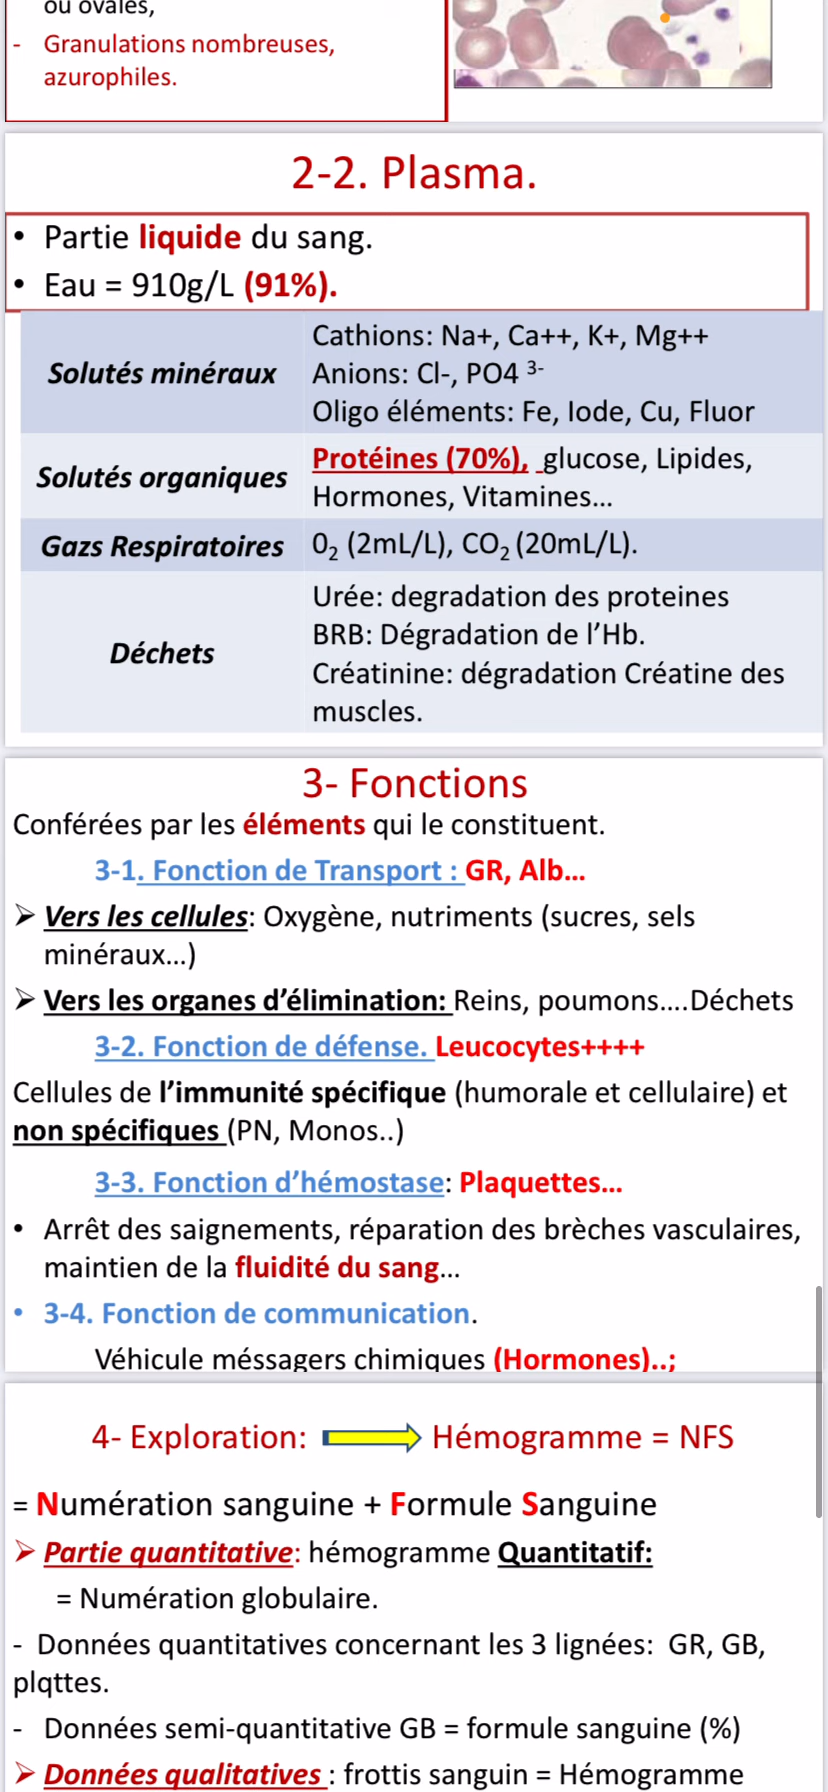 ou ovales,
- Granulations nombreuses,
azurophiles.
2-2. Plasma.
• Partie liquide du sang.
• Eau = 910g/L (91%).
Solutés minéraux
Cathions: Na+, Ca++, K+, Mg++
Anions: Cl-, PO4 3-
Oligo éléments: Fe, Iode, Cu, Fluor
Solutés organiques
Protéines (70%), glucose, Lipides,
Hormones, Vitamines...
Gazs Respiratoires
0₂ (2mL/L), CO₂ (20mL/L).
Déchets
Urée: degradation des proteines
BRB: Dégradation de l’Hb.
Créatinine: dégradation Créatine des
muscles.
3- Fonctions
Conférées par les éléments qui le constituent.
3-1. Fonction de Transport : GR, Alb...
➢ Vers les cellules: Oxygène, nutriments (sucres, sels
minéraux...)
➢ Vers les organes d’élimination: Reins, poumons....Déchets
3-2. Fonction de défense. Leucocytes++++
Cellules de l’immunité spécifique (humorale et cellulaire) et
non spécifiques (PN, Monos..)
3-3. Fonction d’hémostase: Plaquettes...
• Arrêt des saignements, réparation des brèches vasculaires,
maintien de la fluidité du sang...
• 3-4. Fonction de communication.
Véhicule méssagers chimiques (Hormones)..;
4- Exploration: Hémogramme = NFS
= Numération sanguine + Formule Sanguine
➢ Partie quantitative: hémogramme Quantitatif:
= Numération globulaire.
- Données quantitatives concernant les 3 lignées: GR, GB,
plqttes.
- Données semi-quantitative GB = formule sanguine (%)
➢ Données qualitatives : frottis sanguin = Hémogramme